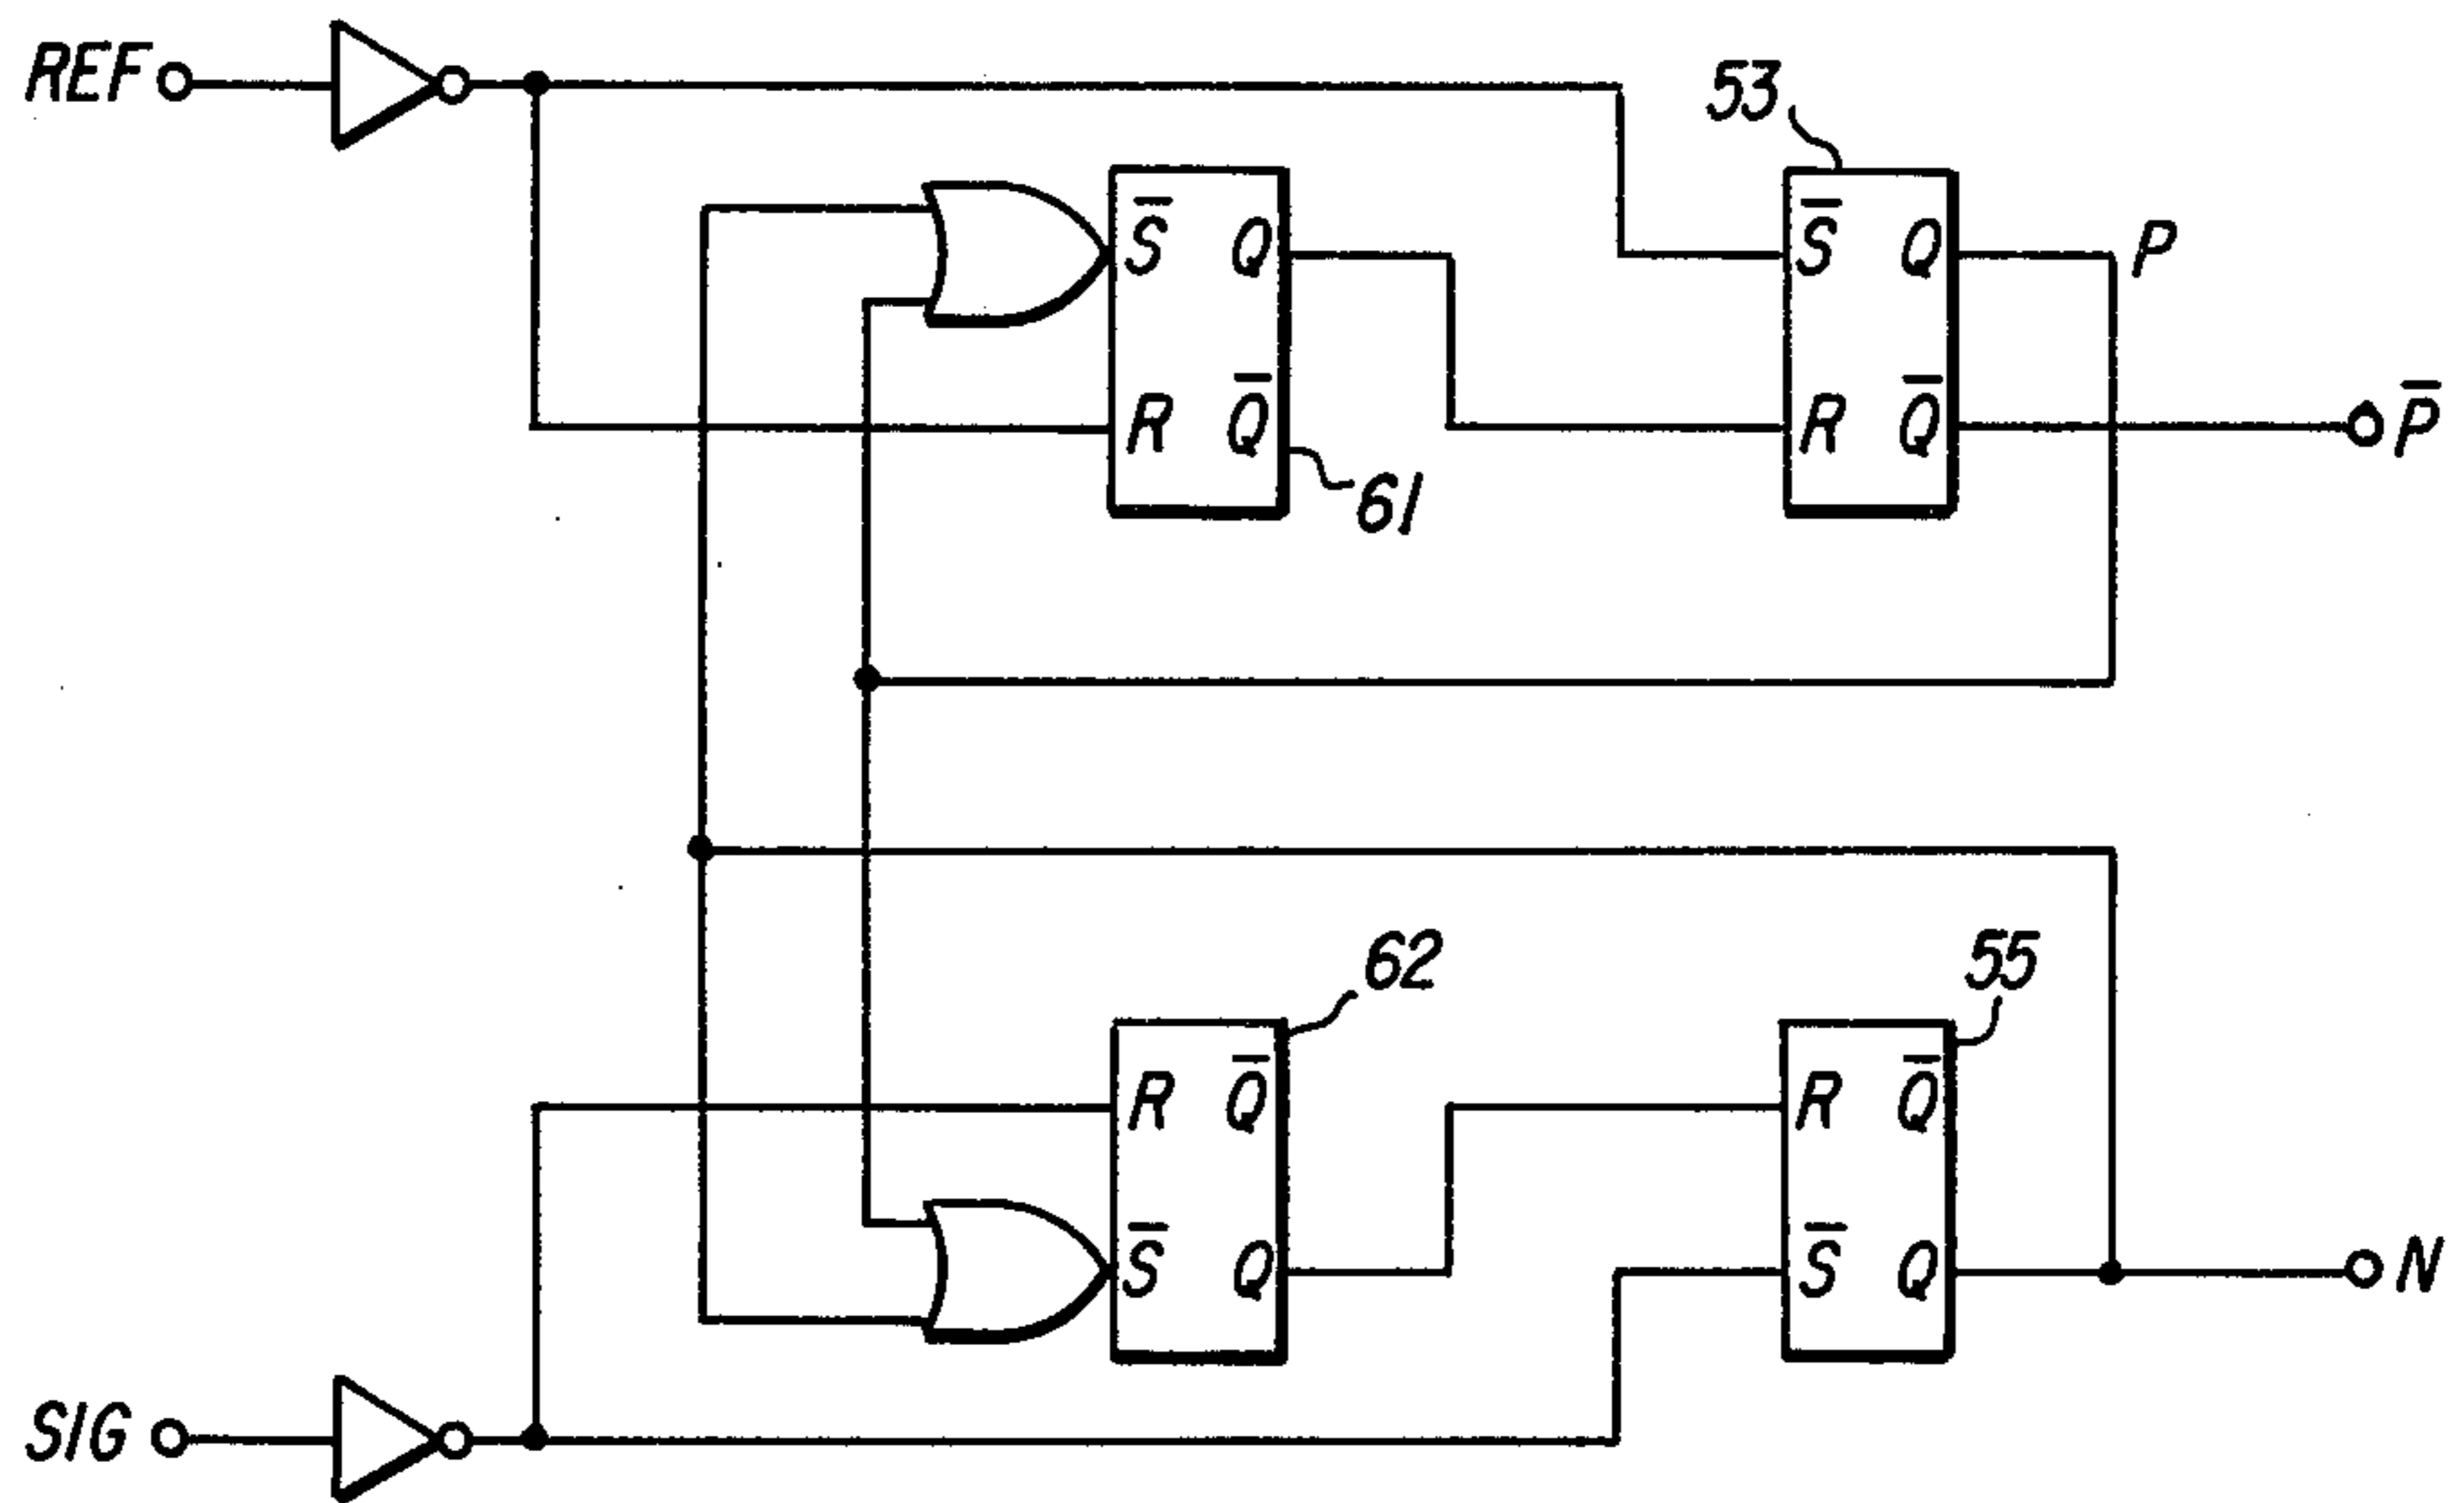 REF
53
S̅ Q
S̅ Q
P
R Q̅
R Q̅
P̅
61
62
55
R Q̅
R Q̅
S̅ Q
S̅ Q
N
SIG